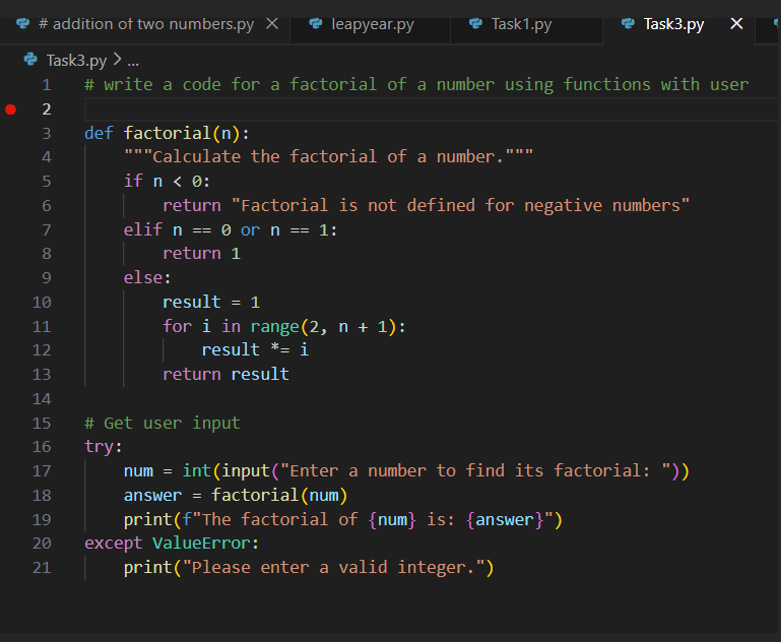 # addition of two numbers.py leapyear.py Task1.py Task3.py
Task3.py > ...
1 # write a code for a factorial of a number using functions with user
2
3 def factorial(n):
4 """Calculate the factorial of a number."""
5 if n < 0:
6 return "Factorial is not defined for negative numbers"
7 elif n == 0 or n == 1:
8 return 1
9 else:
10 result = 1
11 for i in range(2, n + 1):
12 result *= i
13 return result
14
15 # Get user input
16 try:
17 num = int(input("Enter a number to find its factorial: "))
18 answer = factorial(num)
19 print(f"The factorial of {num} is: {answer}")
20 except ValueError:
21 print("Please enter a valid integer.")